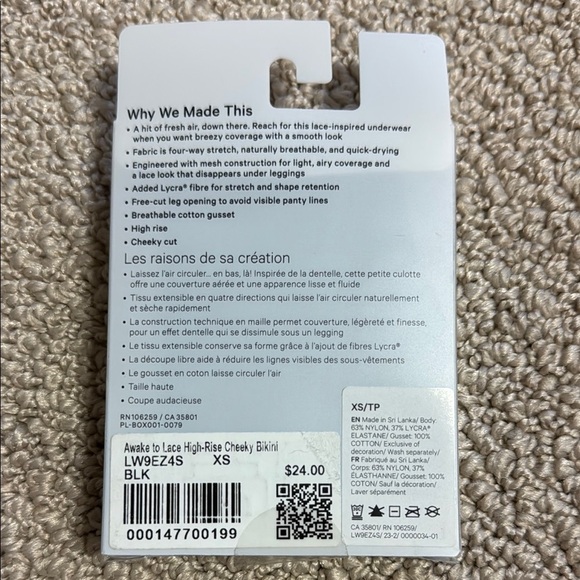 Why We Made This
• A hit of fresh air, down there. Reach for this lace-inspired underwear
when you want breezy coverage with a smooth look
• Fabric is four-way stretch, naturally breathable, and quick-drying
• Engineered with mesh construction for light, airy coverage and
a lace look that disappears under leggings
• Added Lycra® fibre for stretch and shape retention
• Free-cut leg opening to avoid visible panty lines
• Breathable cotton gusset
• High rise
• Cheeky cut
Les raisons de sa création
• Laissez l'air circuler... en bas, là! Inspirée de la dentelle, cette petite culotte
offre une couverture aérée et une apparence lisse et fluide
• Tissu extensible en quatre directions qui laisse l'air circuler naturellement
et sèche rapidement
• La construction technique en maille permet couverture, légèreté et finesse,
pour un effet dentelle qui se dissimule sous un legging
• Le tissu extensible conserve sa forme grâce à l'ajout de fibres Lycra®
• La découpe libre aide à réduire les lignes visibles des sous-vêtements
• Le gousset en coton laisse circuler l'air
• Taille haute
• Coupe audacieuse
RN106259 / CA35801
PL-BOX001-0079
Awake to Lace High-Rise Cheeky Bikini
LW9EZ4S XS
BLK
$24.00
000147700199
XS/TP
EN Made in Sri Lanka/ Body:
63% NYLON, 37% LYCRA®
ELASTANE/ Gusset: 100%
COTTON/ Exclusive of
decoration/ Wash separately/
FR Fabriqué au Sri Lanka/
Corps: 63% NYLON, 37%
ÉLASTHANNE/ Gousset: 100%
COTON/ Sauf la décoration/
Laver séparément
CA 35801/ RN 106259/
LW9EZ4S/ 23-2/ 0000034-01